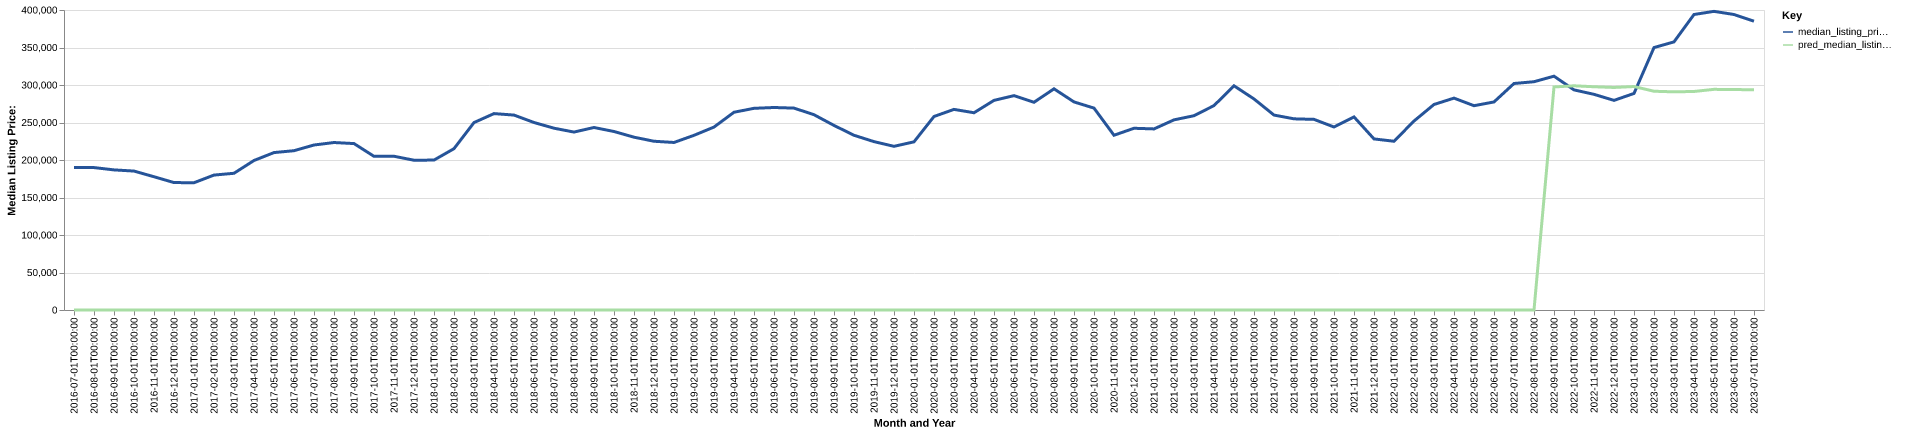 400,000
350,000
300,000
250,000
200,000
150,000
100,000
50,000
0
Median Listing Price:
2016-07-01T00:00:00
2016-08-01T00:00:00
2016-09-01T00:00:00
2016-10-01T00:00:00
2016-11-01T00:00:00
2016-12-01T00:00:00
2017-01-01T00:00:00
2017-02-01T00:00:00
2017-03-01T00:00:00
2017-04-01T00:00:00
2017-05-01T00:00:00
2017-06-01T00:00:00
2017-07-01T00:00:00
2017-08-01T00:00:00
2017-09-01T00:00:00
2017-10-01T00:00:00
2017-11-01T00:00:00
2017-12-01T00:00:00
2018-01-01T00:00:00
2018-02-01T00:00:00
2018-03-01T00:00:00
2018-04-01T00:00:00
2018-05-01T00:00:00
2018-06-01T00:00:00
2018-07-01T00:00:00
2018-08-01T00:00:00
2018-09-01T00:00:00
2018-10-01T00:00:00
2018-11-01T00:00:00
2018-12-01T00:00:00
2019-01-01T00:00:00
2019-02-01T00:00:00
2019-03-01T00:00:00
2019-04-01T00:00:00
2019-05-01T00:00:00
2019-06-01T00:00:00
2019-07-01T00:00:00
2019-08-01T00:00:00
2019-09-01T00:00:00
2019-10-01T00:00:00
2019-11-01T00:00:00
2019-12-01T00:00:00
2020-01-01T00:00:00
2020-02-01T00:00:00
2020-03-01T00:00:00
2020-04-01T00:00:00
2020-05-01T00:00:00
2020-06-01T00:00:00
2020-07-01T00:00:00
2020-08-01T00:00:00
2020-09-01T00:00:00
2020-10-01T00:00:00
2020-11-01T00:00:00
2020-12-01T00:00:00
2021-01-01T00:00:00
2021-03-01T00:00:00
2021-04-01T00:00:00
2021-05-01T00:00:00
2021-06-01T00:00:00
2021-07-01T00:00:00
2021-08-01T00:00:00
2021-09-01T00:00:00
2021-10-01T00:00:00
2021-11-01T00:00:00
2021-12-01T00:00:00
2022-01-01T00:00:00
2022-02-01T00:00:00
2022-03-01T00:00:00
2022-04-01T00:00:00
2022-05-01T00:00:00
2022-06-01T00:00:00
2022-07-01T00:00:00
2022-08-01T00:00:00
2022-09-01T00:00:00
2022-10-01T00:00:00
2022-11-01T00:00:00
2022-12-01T00:00:00
2023-01-01T00:00:00
2023-02-01T00:00:00
2023-03-01T00:00:00
2023-04-01T00:00:00
2023-05-01T00:00:00
2023-06-01T00:00:00
2023-07-01T00:00:00
Month and Year
Key
median_listing_pri…
pred_median_listin…